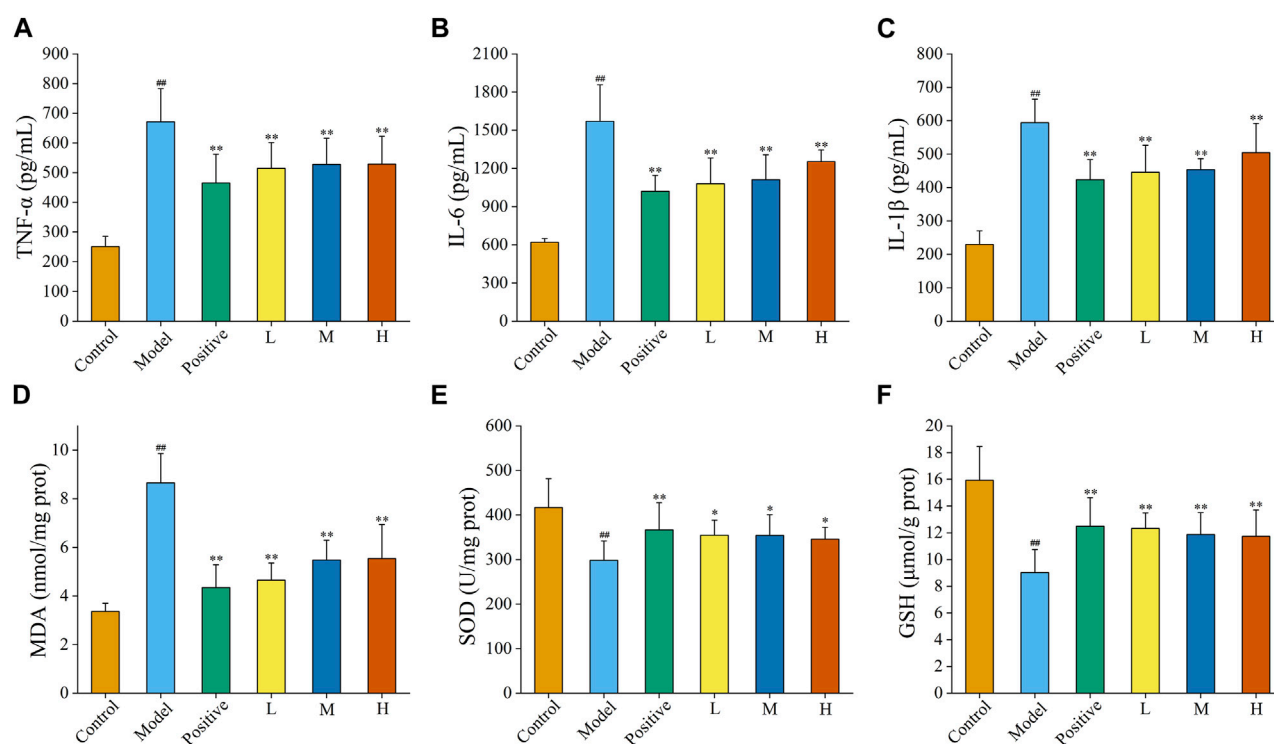 A
TNF-α (pg/mL)
900
800
700
600
500
400
300
200
100
0
##
**
**
**
**
Control
Model
Positive
L
M
H
B
IL-6 (pg/mL)
2100
1800
1500
1200
900
600
300
0
##
**
**
**
**
Control
Model
Positive
L
M
H
C
IL-1β (pg/mL)
800
700
600
500
400
300
200
100
0
##
**
**
**
**
Control
Model
Positive
L
M
H
D
MDA (nmol/mg prot)
10
8
6
4
2
0
##
**
**
**
**
Control
Model
Positive
L
M
H
E
SOD (U/mg prot)
600
500
400
300
200
100
0
##
**
*
*
*
Control
Model
Positive
L
M
H
F
GSH (μmol/g prot)
20
18
16
14
12
10
8
6
4
2
0
##
**
**
**
**
Control
Model
Positive
L
M
H